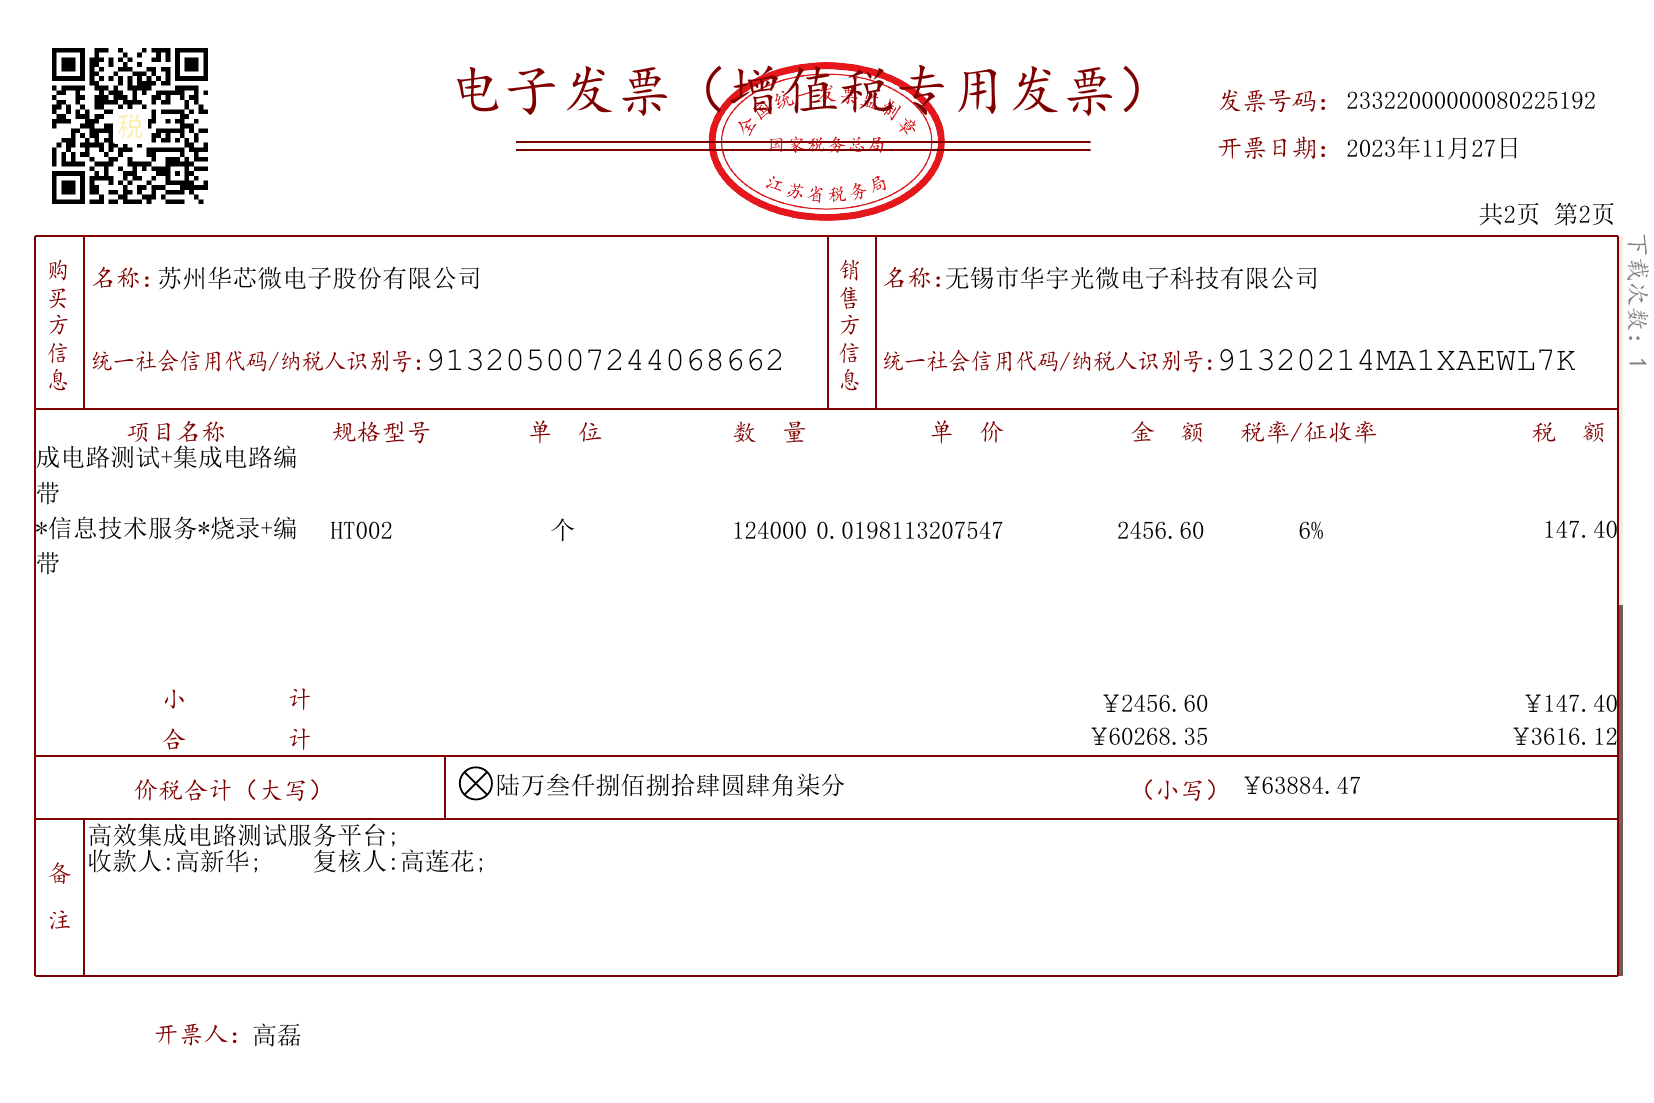 电子发票（增值税专用发票）
全国统一发票监制章
国家税务总局
江苏省税务局
税
发票号码：23322000000080225192
开票日期：2023年11月27日
共2页 第2页
下载次数：1
购买方信息
名称：苏州华芯微电子股份有限公司
统一社会信用代码/纳税人识别号：913205007244068662
销售方信息
名称：无锡市华宇光微电子科技有限公司
统一社会信用代码/纳税人识别号：91320214MA1XAEWL7K
项目名称 规格型号 单 位 数 量 单 价 金 额 税率/征收率 税 额
成电路测试+集成电路编
带
*信息技术服务*烧录+编 HT002 个 124000 0.0198113207547 2456.60 6% 147.40
带
小 计 ¥2456.60 ¥147.40
合 计 ¥60268.35 ¥3616.12
价税合计（大写） 陆万叁仟捌佰捌拾肆圆肆角柒分 （小写） ¥63884.47
备注
高效集成电路测试服务平台;
收款人:高新华; 复核人:高莲花;
开票人：高磊